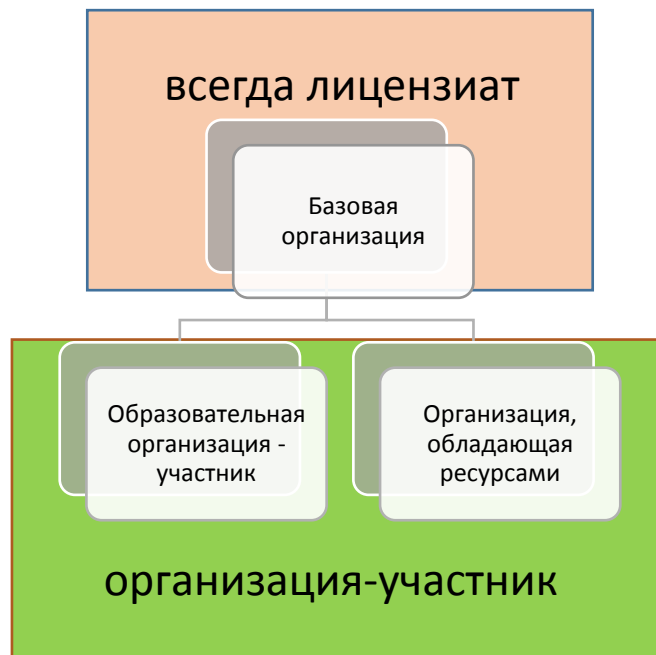 всегда лицензиат
Базовая
организация
Образовательная
организация -
участник
Организация,
обладающая
ресурсами
организация-участник